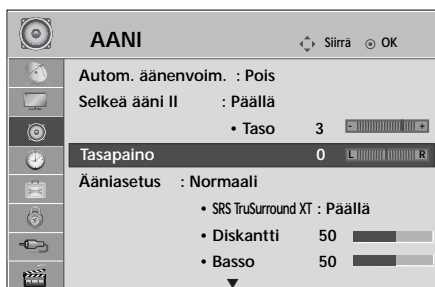 AANI Siirrä OK
Autom. äänenvoim. : Pois
Selkeä ääni II : Päällä
• Taso 3 - +
Tasapaino 0 L R
Ääniasetus : Normaali
• SRS TruSurround XT : Päällä
• Diskantti 50
• Basso 50